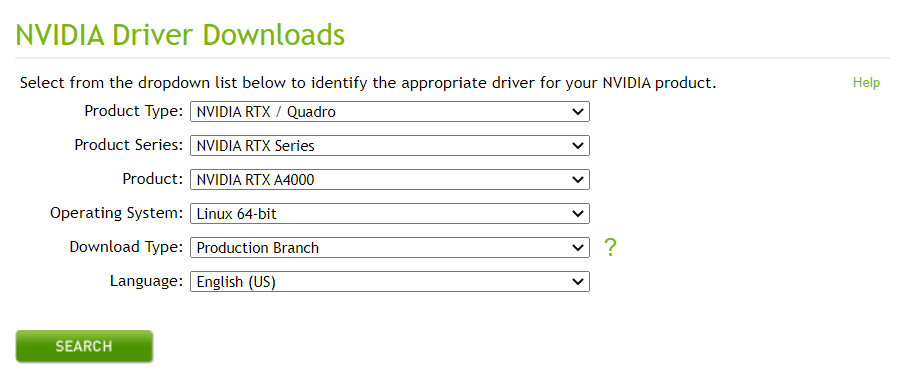 NVIDIA Driver Downloads
Select from the dropdown list below to identify the appropriate driver for your NVIDIA product. Help
Product Type: NVIDIA RTX / Quadro
Product Series: NVIDIA RTX Series
Product: NVIDIA RTX A4000
Operating System: Linux 64-bit
Download Type: Production Branch ?
Language: English (US)
SEARCH